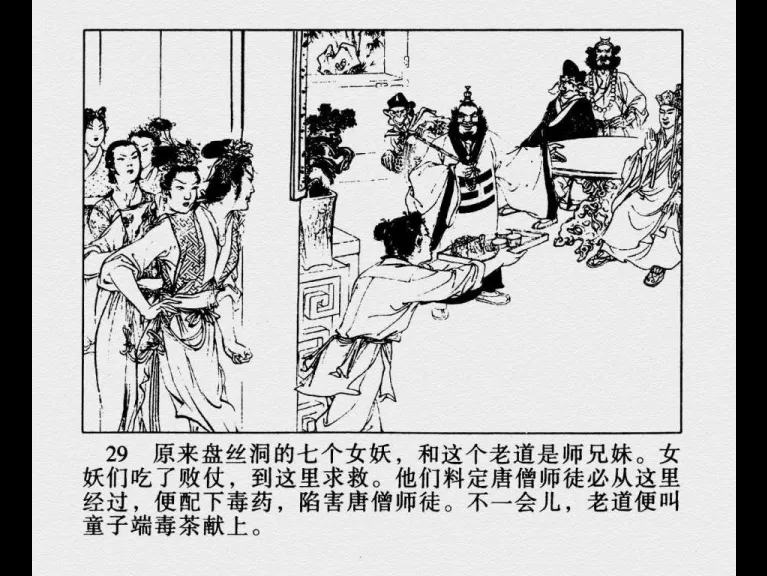 29 原来盘丝洞的七个女妖，和这个老道是师兄妹。女
妖们吃了败仗，到这里求救。他们料定唐僧师徒必从这里
经过，便配下毒药，陷害唐僧师徒。不一会儿，老道便叫
童子端毒茶献上。